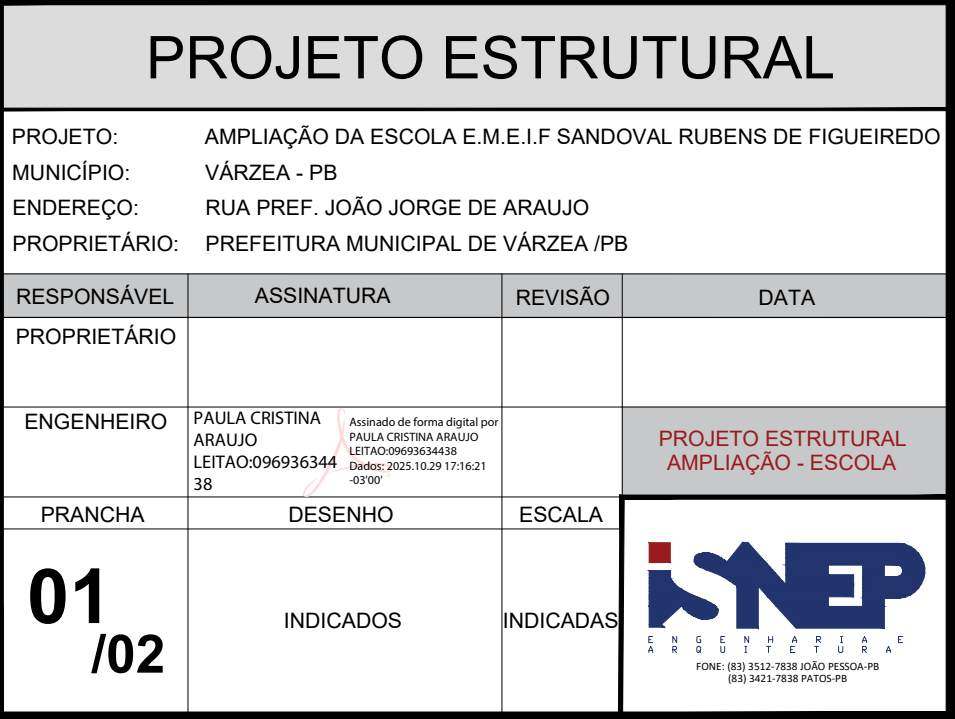 PROJETO ESTRUTURAL
PROJETO: AMPLIAÇÃO DA ESCOLA E.M.E.I.F SANDOVAL RUBENS DE FIGUEIREDO
MUNICÍPIO: VÁRZEA - PB
ENDEREÇO: RUA PREF. JOÃO JORGE DE ARAUJO
PROPRIETÁRIO: PREFEITURA MUNICIPAL DE VÁRZEA /PB
RESPONSÁVEL ASSINATURA REVISÃO DATA
PROPRIETÁRIO
ENGENHEIRO
PAULA CRISTINA
ARAUJO
LEITAO:096936344
38
Assinado de forma digital por
PAULA CRISTINA ARAUJO
LEITAO:09693634438
Dados: 2025.10.29 17:16:21
-03'00'
PROJETO ESTRUTURAL
AMPLIAÇÃO - ESCOLA
PRANCHA DESENHO ESCALA
01
/02
INDICADOS
INDICADAS
iSNEP
ENGENHARIA E
ARQUITETURA
FONE: (83) 3512-7838 JOÃO PESSOA-PB
(83) 3421-7838 PATOS-PB